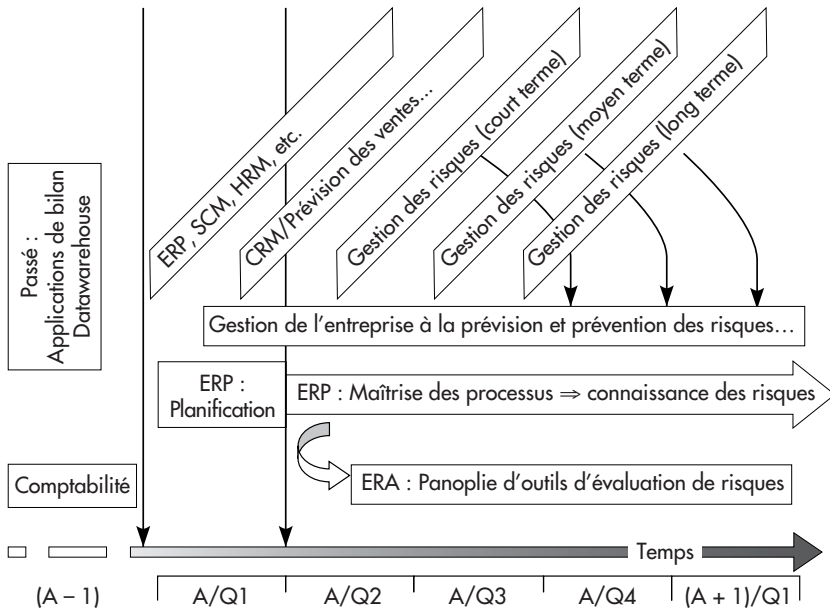 ERP, SCM, HRM, etc.
CRM/Prévision des ventes…
Gestion des risques (court terme)
Gestion des risques (moyen terme)
Gestion des risques (long terme)
Passé :
Applications de bilan
Datawarehouse
Gestion de l'entreprise à la prévision et prévention des risques…
ERP :
Planification
ERP : Maîtrise des processus ⇒ connaissance des risques
Comptabilité
ERA : Panoplie d'outils d'évaluation de risques
Temps
(A – 1)
A/Q1
A/Q2
A/Q3
A/Q4
(A + 1)/Q1